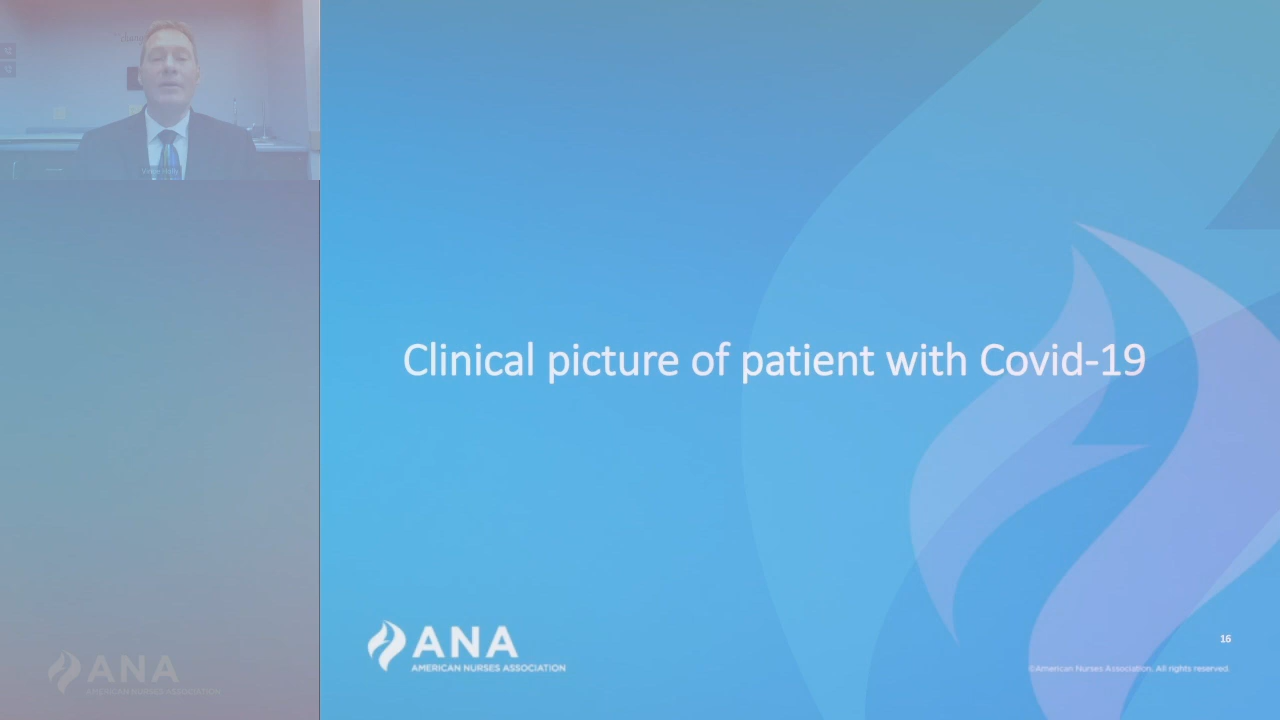 Clinical picture of patient with Covid-19
ANA
AMERICAN NURSES ASSOCIATION
16
©American Nurses Association. All rights reserved.
ANA
AMERICAN NURSES ASSOCIATION